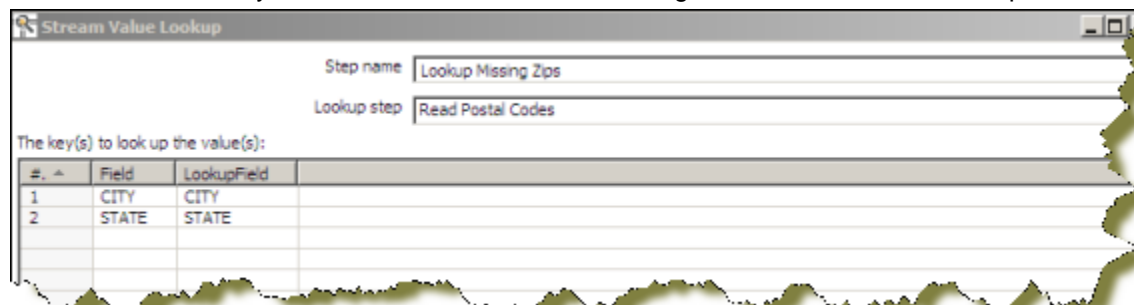 Stream Value Lookup
Step name Lookup Missing Zips
Lookup step Read Postal Codes
The key(s) to look up the value(s):
#. Field LookupField
1 CITY CITY
2 STATE STATE